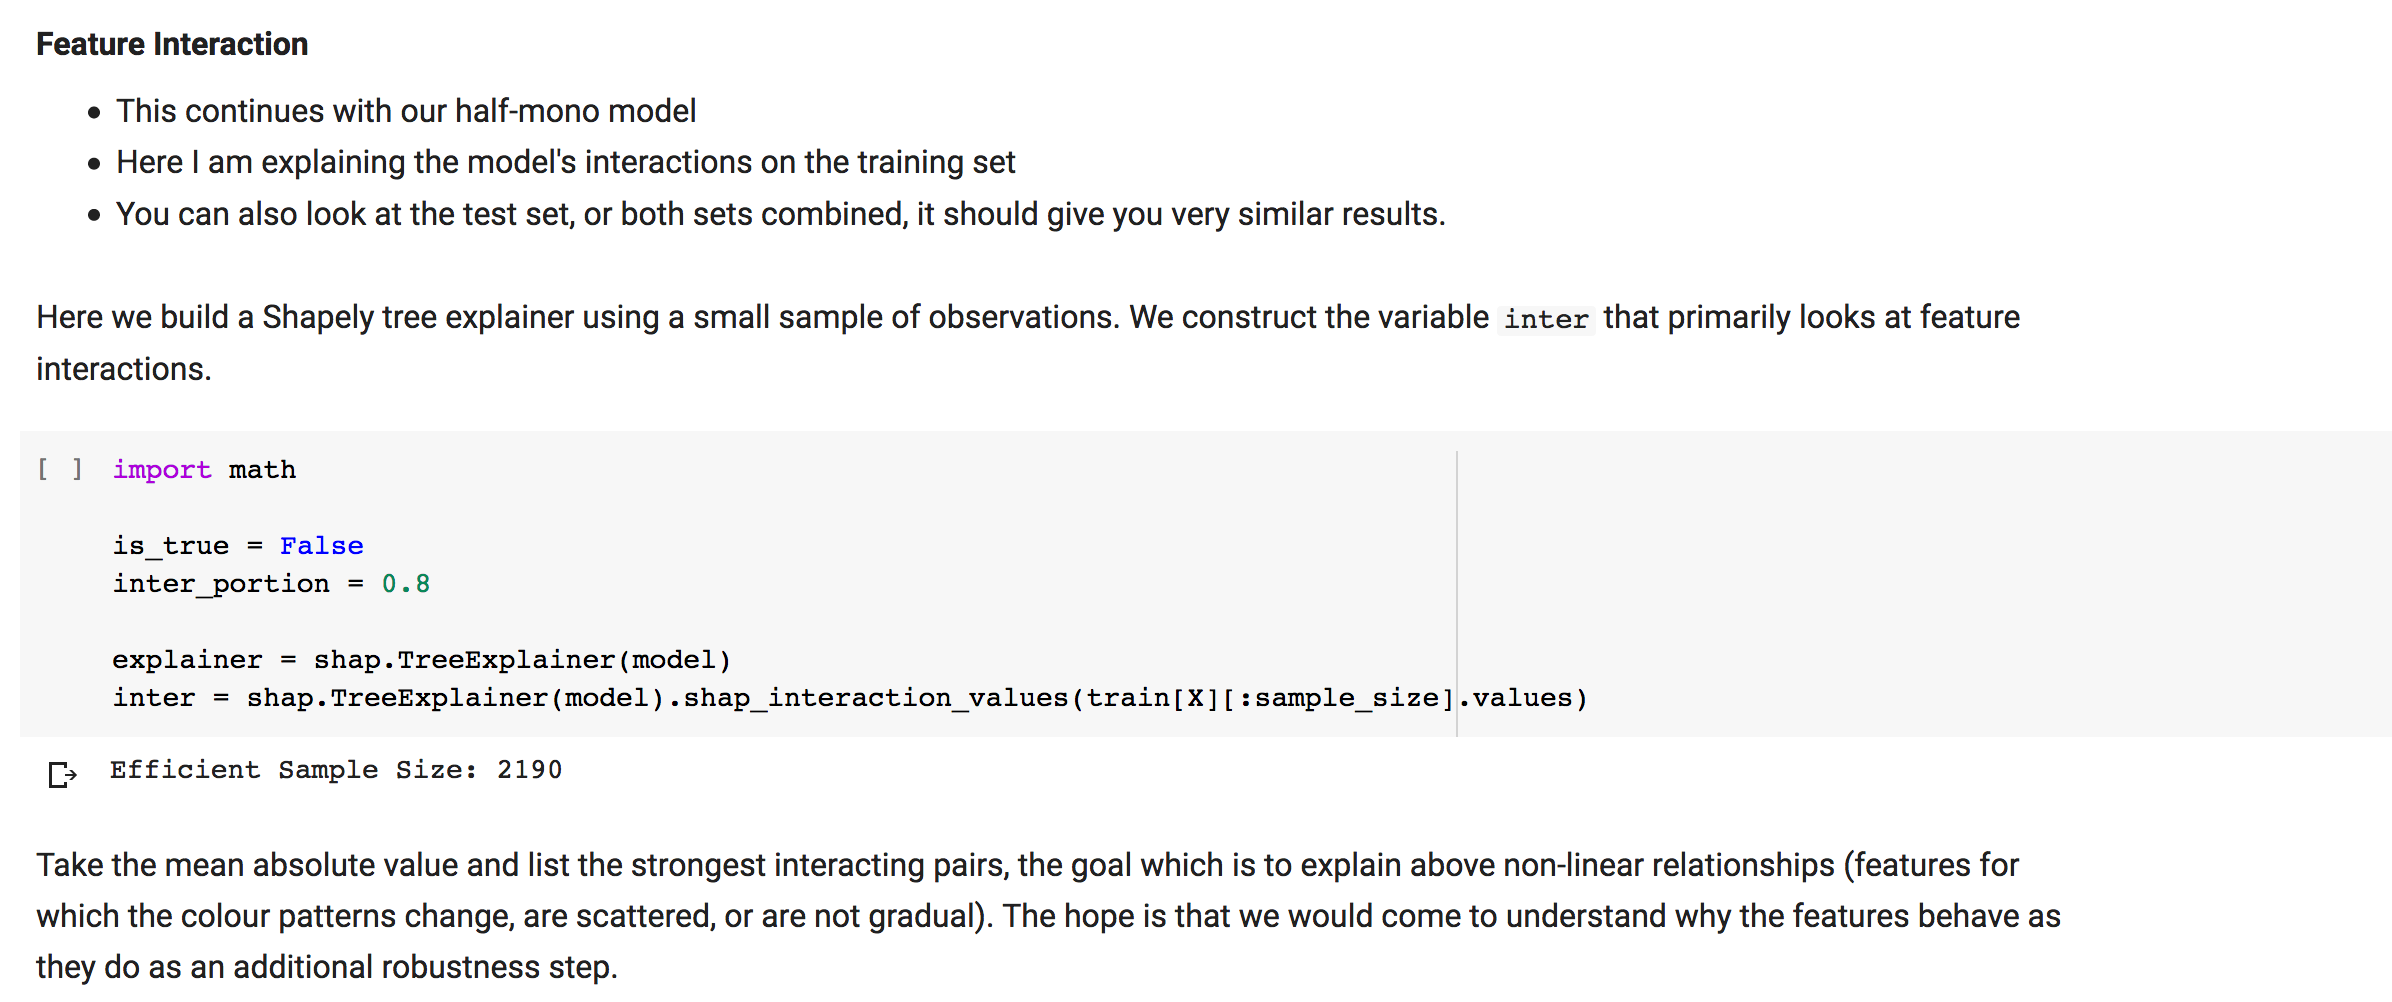 Feature Interaction
• This continues with our half-mono model
• Here I am explaining the model's interactions on the training set
• You can also look at the test set, or both sets combined, it should give you very similar results.
Here we build a Shapely tree explainer using a small sample of observations. We construct the variable inter that primarily looks at feature
interactions.
[ ] import math
is_true = False
inter_portion = 0.8
explainer = shap.TreeExplainer(model)
inter = shap.TreeExplainer(model).shap_interaction_values(train[X][:sample_size].values)
Efficient Sample Size: 2190
Take the mean absolute value and list the strongest interacting pairs, the goal which is to explain above non-linear relationships (features for
which the colour patterns change, are scattered, or are not gradual). The hope is that we would come to understand why the features behave as
they do as an additional robustness step.